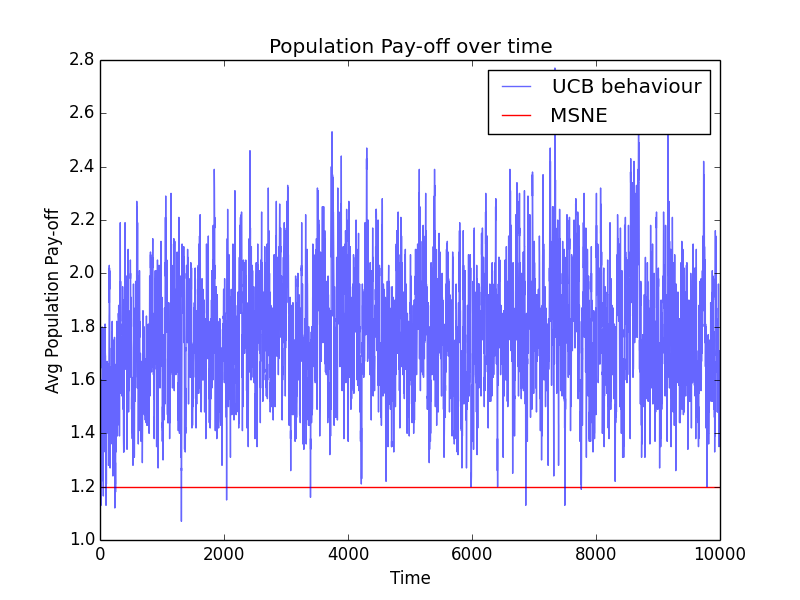 Population Pay-off over time
UCB behaviour
MSNE
2.8
2.6
2.4
2.2
2.0
1.8
1.6
1.4
1.2
1.0
Avg Population Pay-off
0 2000 4000 6000 8000 10000
Time